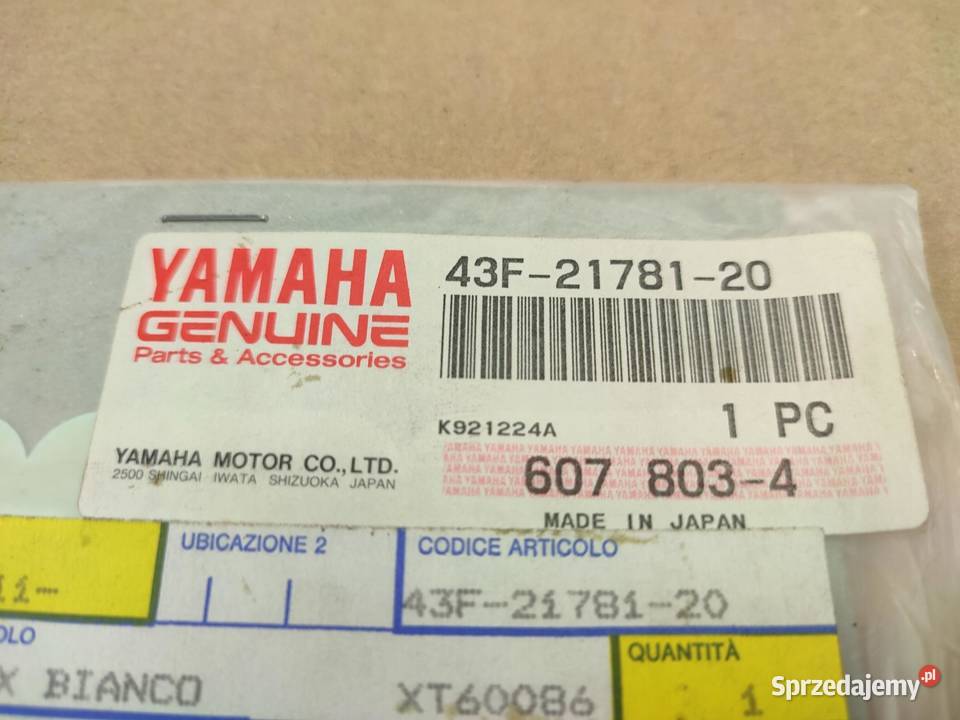 YAMAHA
GENUINE
Parts & Accessories
43F-21781-20
K921224A
1 PC
YAMAHA MOTOR CO.,LTD.
2500 SHINGAI IWATA SHIZUOKA JAPAN
607 803-4
MADE IN JAPAN
UBICAZIONE 2
CODICE ARTICOLO
11-
43F-21781-20
OLO
QUANTITÀ
X BIANCO
XT60086
1
Sprzedajemy.pl